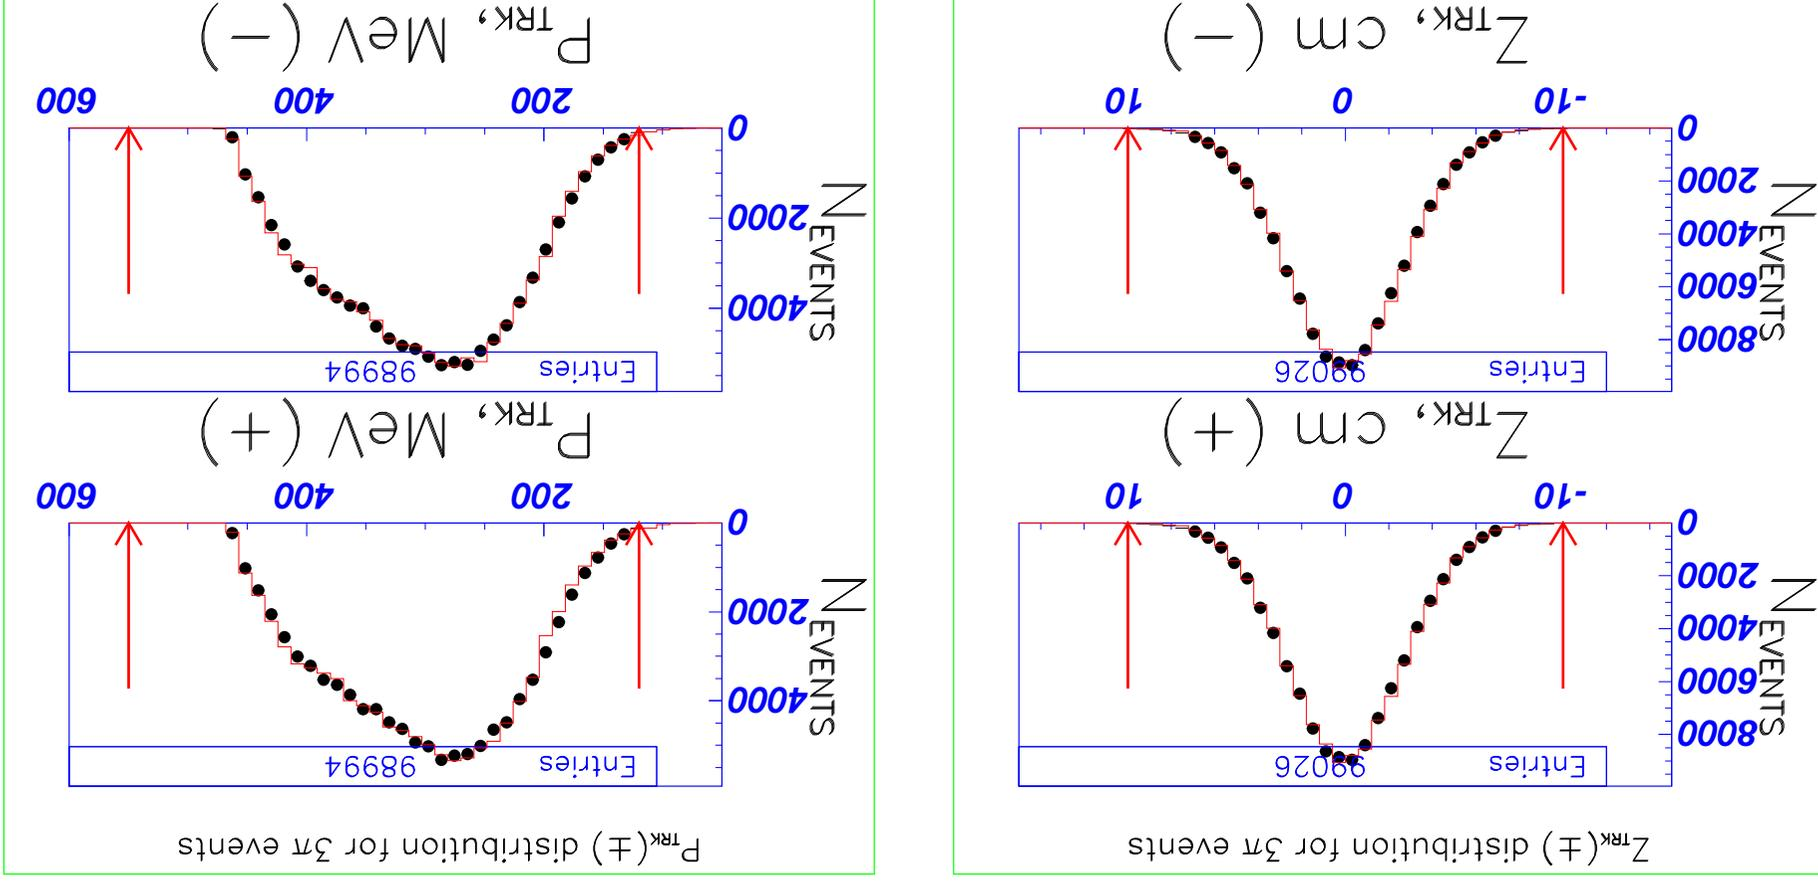 Z_TRK(±) distribution for 3π events
Entries 99026
N_EVENTS
8000
6000
4000
2000
0
-10 0 10
Z_TRK, cm (+)
Entries 99026
N_EVENTS
8000
6000
4000
2000
0
-10 0 10
Z_TRK, cm (−)
P_TRK(±) distribution for 3π events
Entries 98994
N_EVENTS
4000
2000
0
200 400 600
P_TRK, MeV (+)
Entries 98994
N_EVENTS
4000
2000
0
200 400 600
P_TRK, MeV (−)